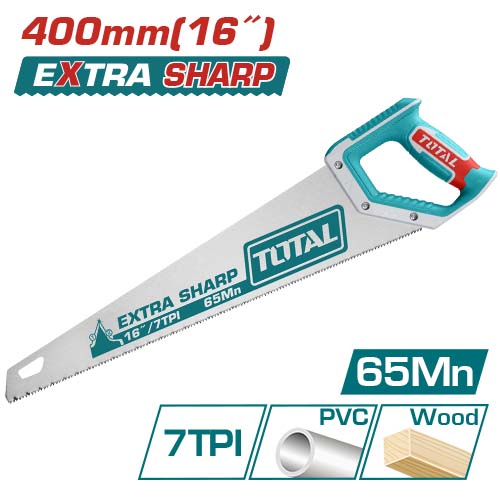 400mm(16″)
EXTRA SHARP
TOTAL
TOTAL
EXTRA SHARP
16″/7TPI 65Mn
65Mn
7TPI
PVC
Wood